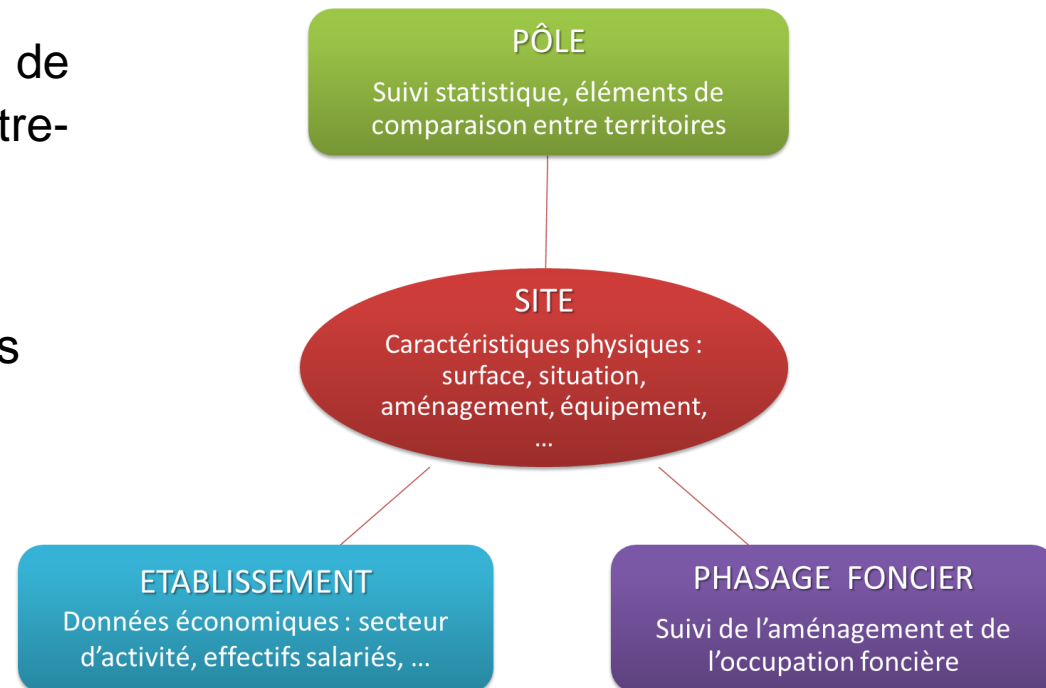 de
tre-
s
PÔLE
Suivi statistique, éléments de
comparaison entre territoires
SITE
Caractéristiques physiques :
surface, situation,
aménagement, équipement,
...
ETABLISSEMENT
Données économiques : secteur
d’activité, effectifs salariés, ...
PHASAGE FONCIER
Suivi de l’aménagement et de
l’occupation foncière